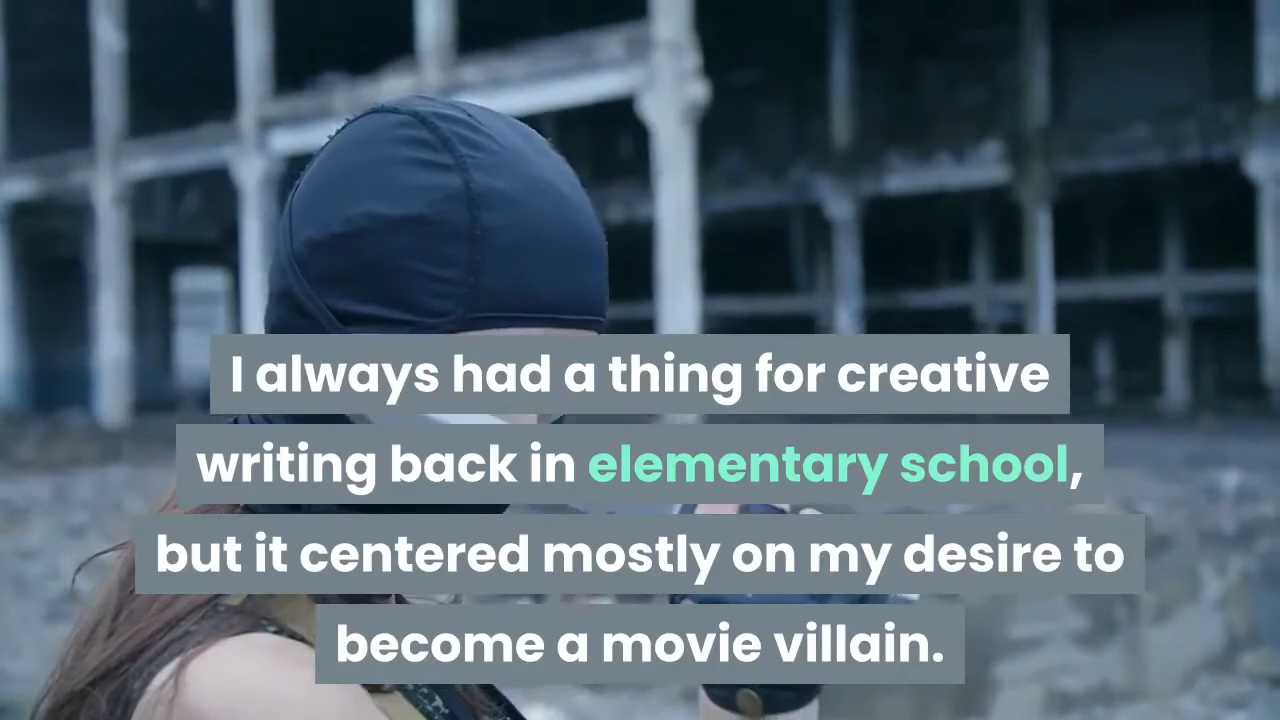 I always had a thing for creative
writing back in elementary school,
but it centered mostly on my desire to
become a movie villain.